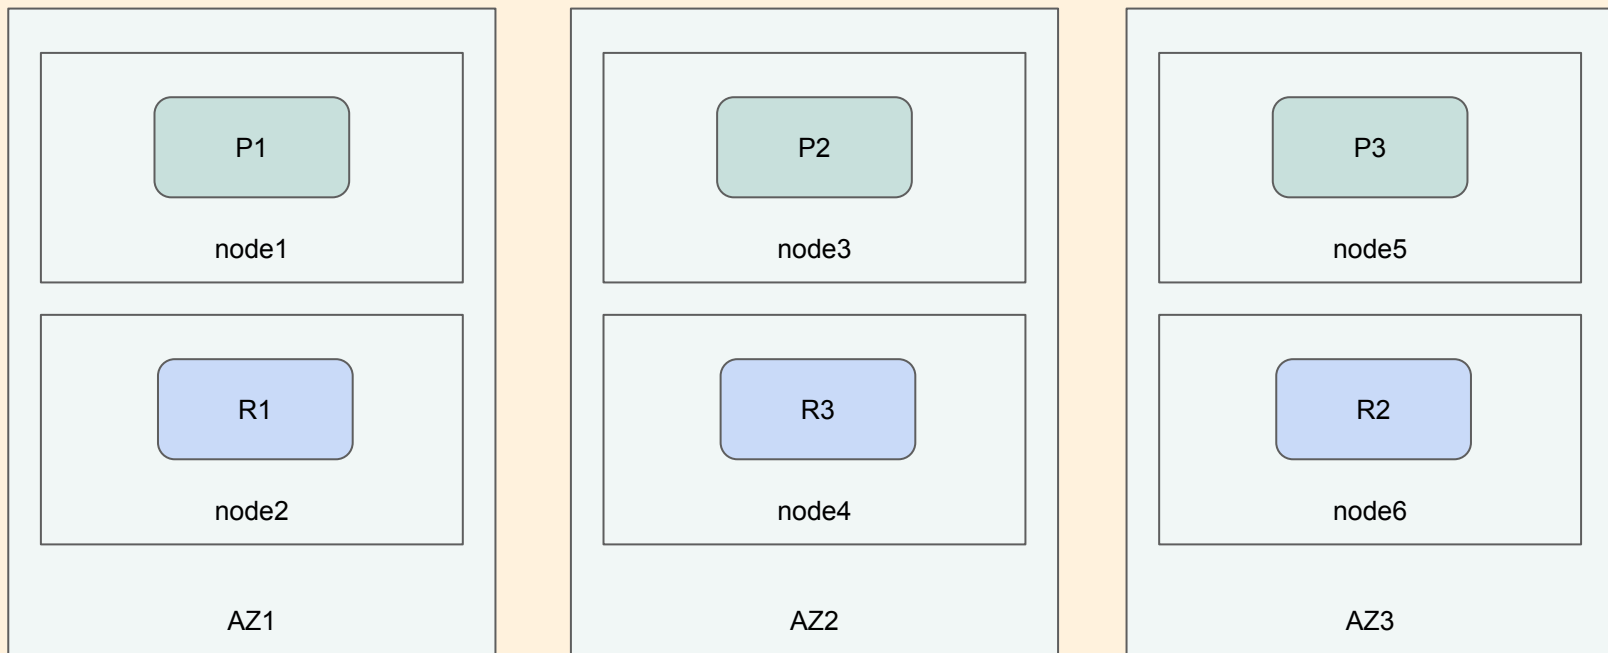 P1
node1
R1
node2
AZ1
P2
node3
R3
node4
AZ2
P3
node5
R2
node6
AZ3